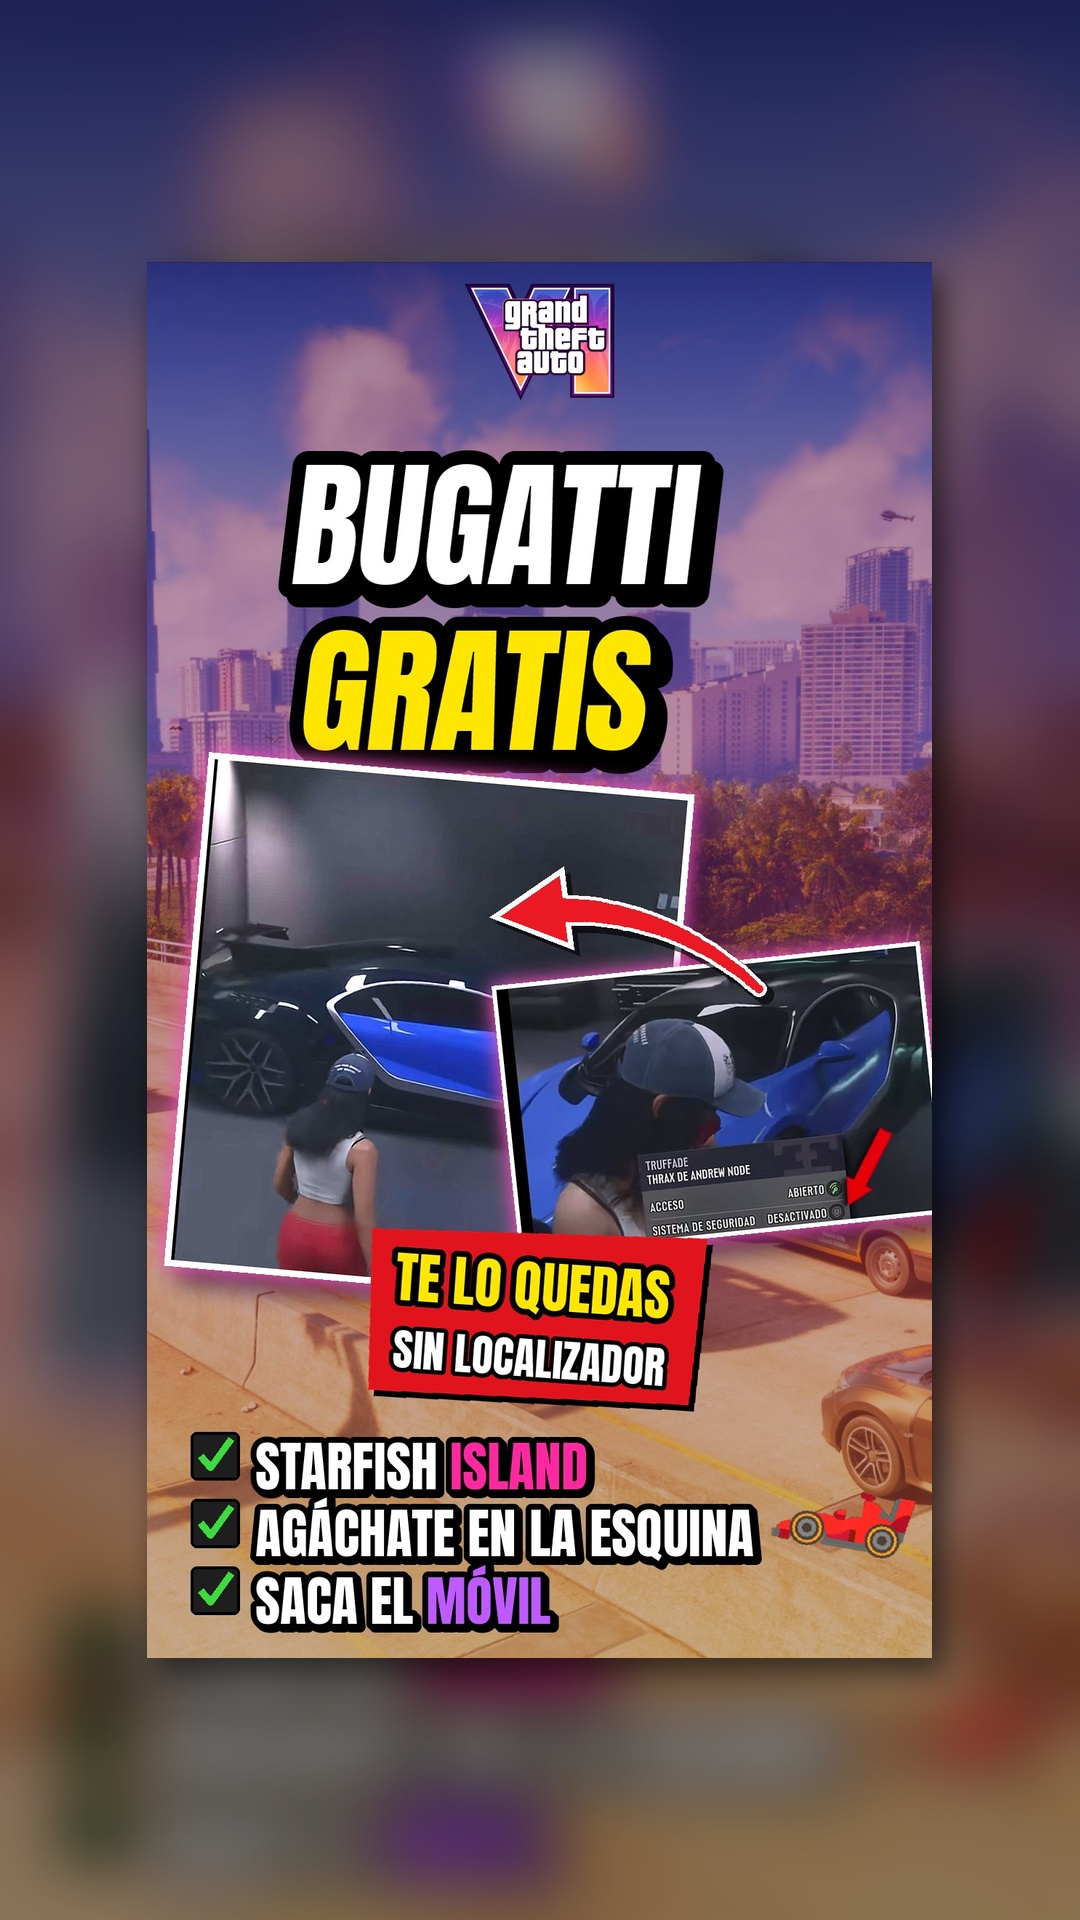 grand
theft
auto
VI
BUGATTI
GRATIS
TRUFFADE
THRAX DE ANDREW NODE
ACCESO ABIERTO
SISTEMA DE SEGURIDAD DESACTIVADO
TE LO QUEDAS
SIN LOCALIZADOR
STARFISH ISLAND
AGÁCHATE EN LA ESQUINA
SACA EL MÓVIL